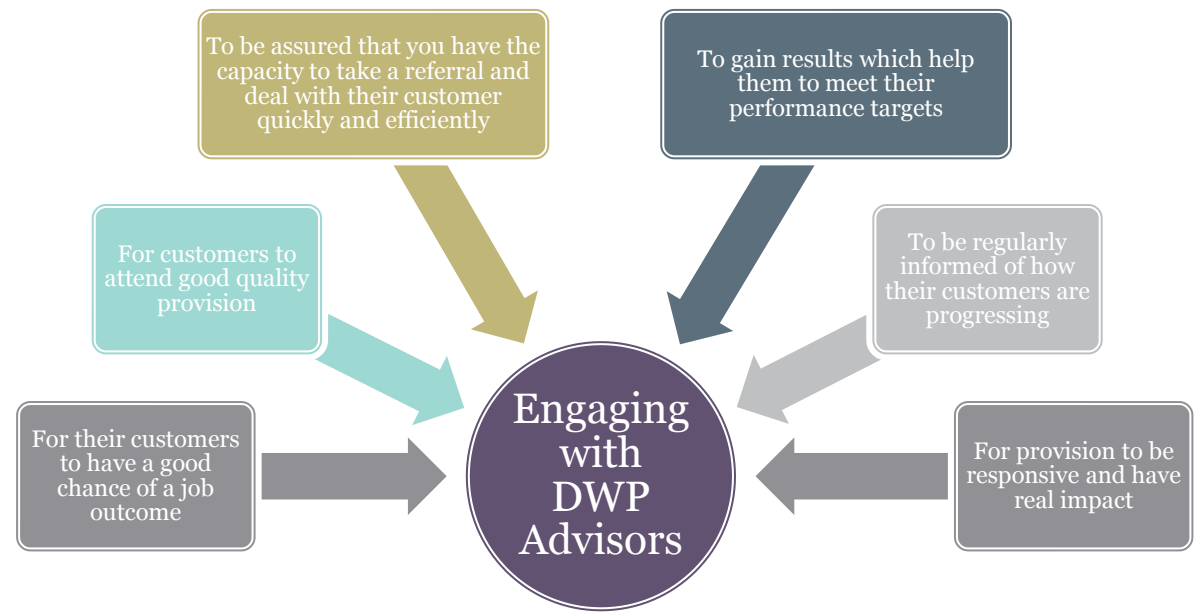 To be assured that you have the
capacity to take a referral and
deal with their customer
quickly and efficiently
To gain results which help
them to meet their
performance targets
For customers to
attend good quality
provision
To be regularly
informed of how
their customers are
progressing
For their customers
to have a good
chance of a job
outcome
Engaging
with
DWP
Advisors
For provision to be
responsive and have
real impact